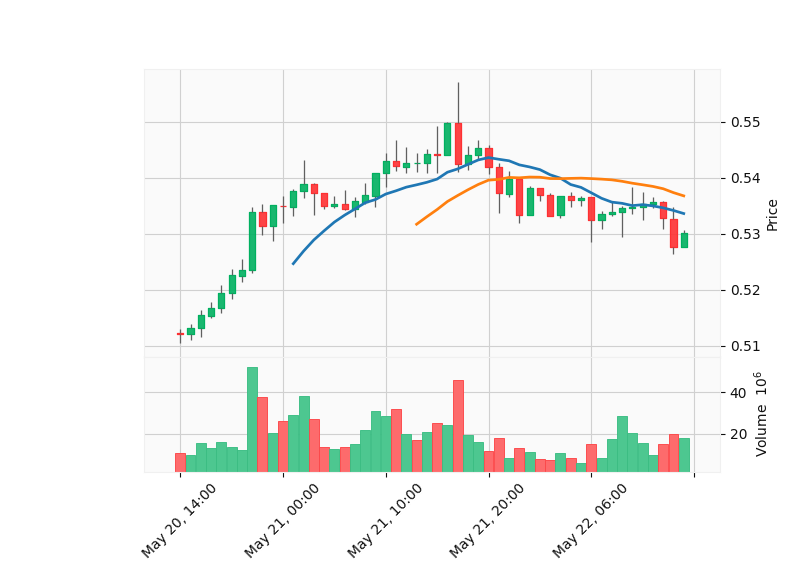 0.55
0.54
0.53
0.52
0.51
Price
40
20
Volume 10^6
May 20, 14:00
May 21, 00:00
May 21, 10:00
May 21, 20:00
May 22, 06:00